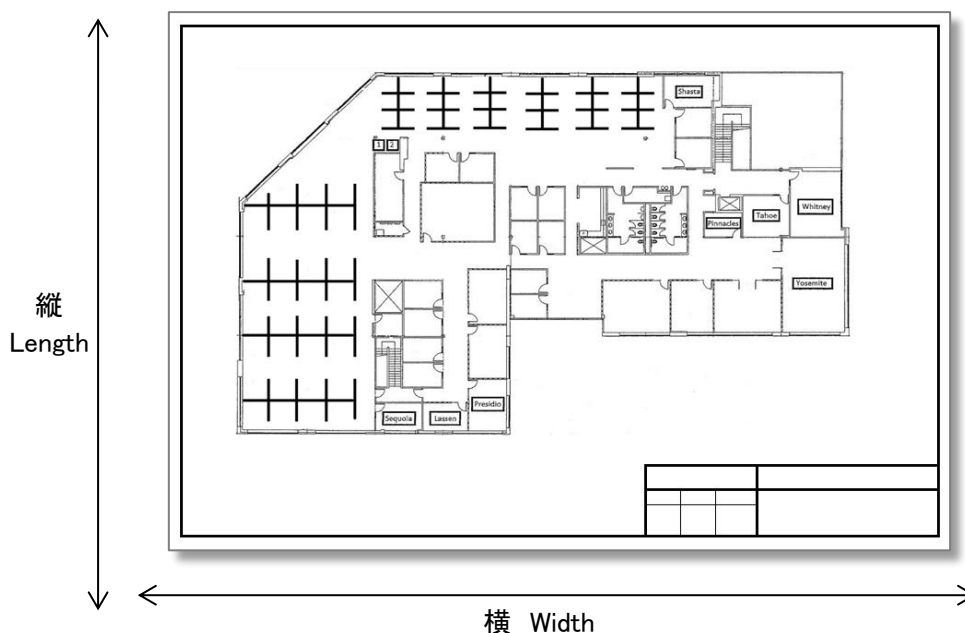 Shasta
1 2
Whitney
Tahoe
Pinnacles
Yosemite
縦
Length
Presidio
Sequoia
Lassen
横 Width